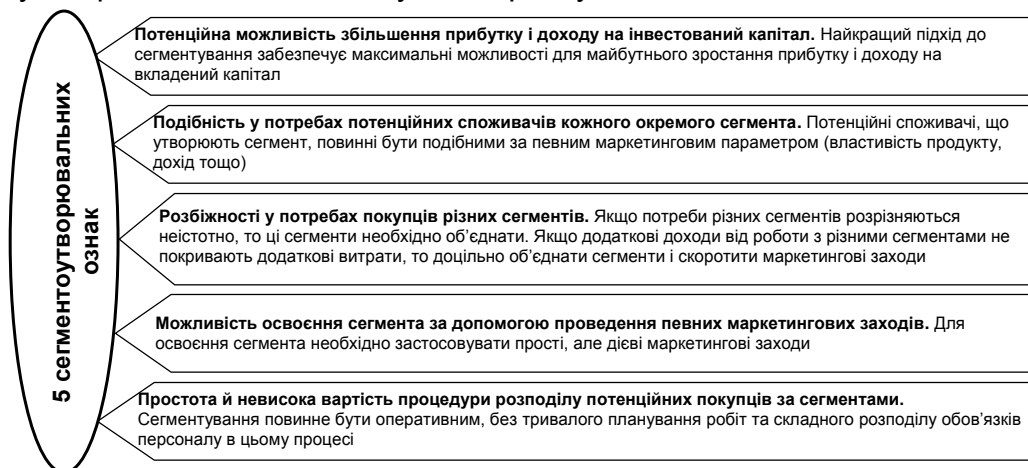 5 сегментоутворювальних
ознак
Потенційна можливість збільшення прибутку і доходу на інвестований капітал. Найкращий підхід до
сегментування забезпечує максимальні можливості для майбутнього зростання прибутку і доходу на
вкладений капітал
Подібність у потребах потенційних споживачів кожного окремого сегмента. Потенційні споживачі, що
утворюють сегмент, повинні бути подібними за певним маркетинговим параметром (властивість продукту,
дохід тощо)
Розбіжності у потребах покупців різних сегментів. Якщо потреби різних сегментів розрізняються
неістотно, то ці сегменти необхідно об’єднати. Якщо додаткові доходи від роботи з різними сегментами не
покривають додаткові витрати, то доцільно об’єднати сегменти і скоротити маркетингові заходи
Можливість освоєння сегмента за допомогою проведення певних маркетингових заходів. Для
освоєння сегмента необхідно застосовувати прості, але дієві маркетингові заходи
Простота й невисока вартість процедури розподілу потенційних покупців за сегментами.
Сегментування повинне бути оперативним, без тривалого планування робіт та складного розподілу обов’язків
персоналу в цьому процесі